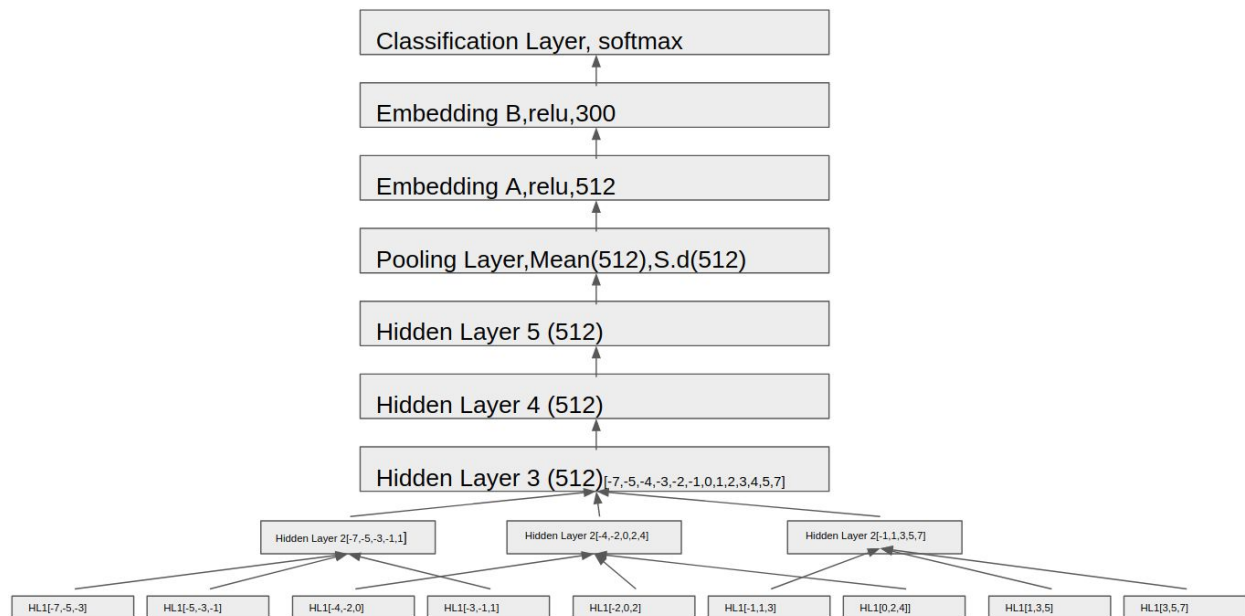 Classification Layer, softmax
Embedding B,relu,300
Embedding A,relu,512
Pooling Layer,Mean(512),S.d(512)
Hidden Layer 5 (512)
Hidden Layer 4 (512)
Hidden Layer 3 (512)[-7,-5,-4,-3,-2,-1,0,1,2,3,4,5,7]
Hidden Layer 2[-7,-5,-3,-1,1]
Hidden Layer 2[-4,-2,0,2,4]
Hidden Layer 2[-1,1,3,5,7]
HL1[-7,-5,-3]
HL1[-5,-3,-1]
HL1[-4,-2,0]
HL1[-3,-1,1]
HL1[-2,0,2]
HL1[-1,1,3]
HL1[0,2,4]]
HL1[1,3,5]
HL1[3,5,7]